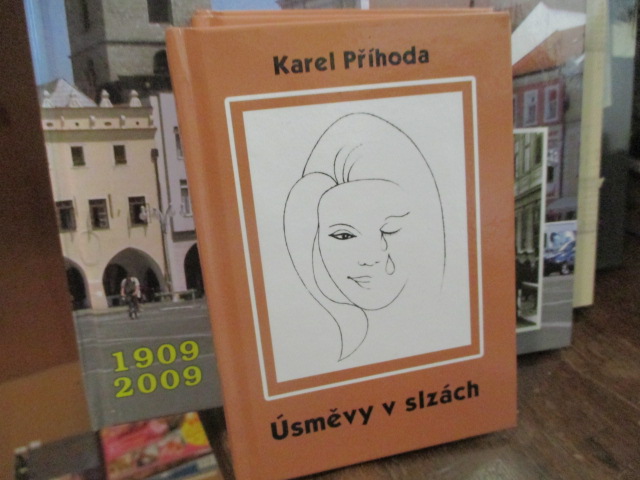 Karel Příhoda
Úsměvy v slzách
1909
2009